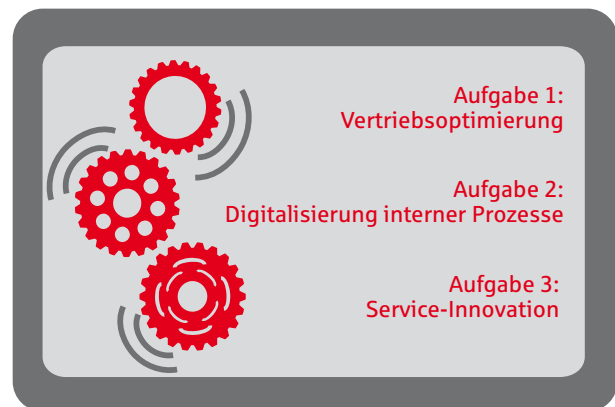 Aufgabe 1:
Vertriebsoptimierung
Aufgabe 2:
Digitalisierung interner Prozesse
Aufgabe 3:
Service-Innovation